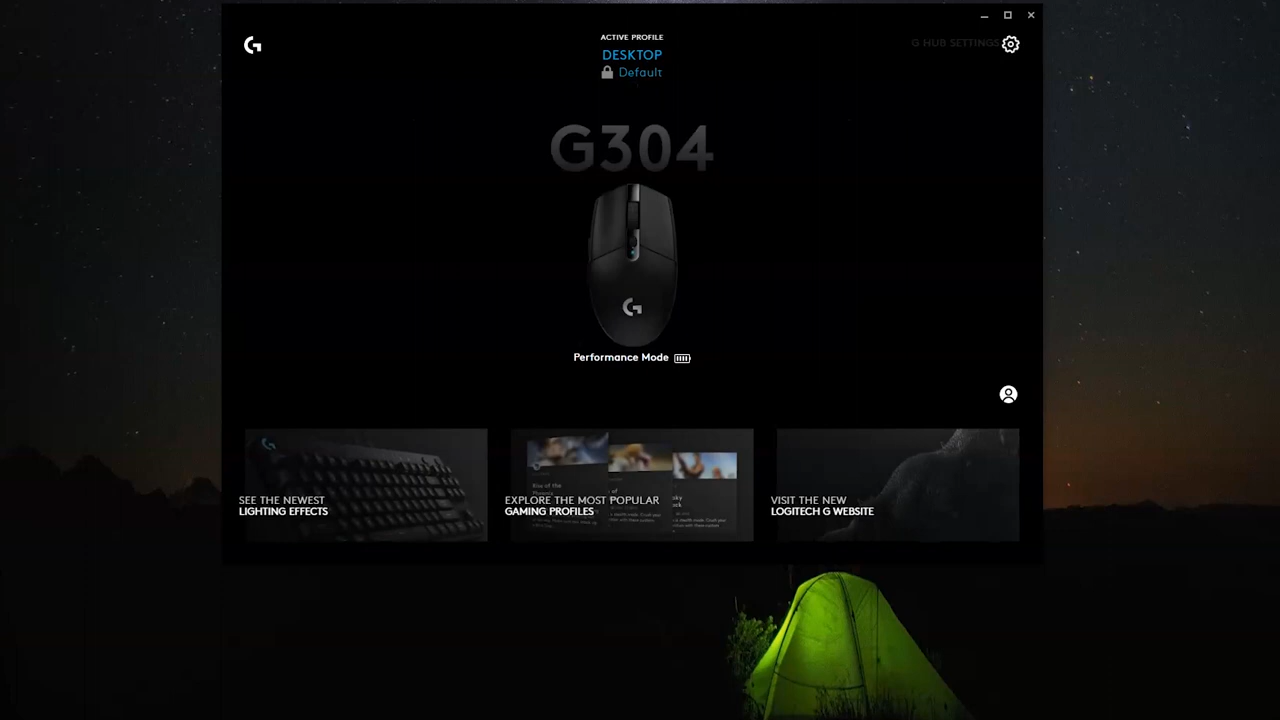 ACTIVE PROFILE
DESKTOP
G HUB SETTINGS
Default
G304
Performance Mode
SEE THE NEWEST
LIGHTING EFFECTS
EXPLORE THE MOST POPULAR
GAMING PROFILES
VISIT THE NEW
LOGITECH G WEBSITE